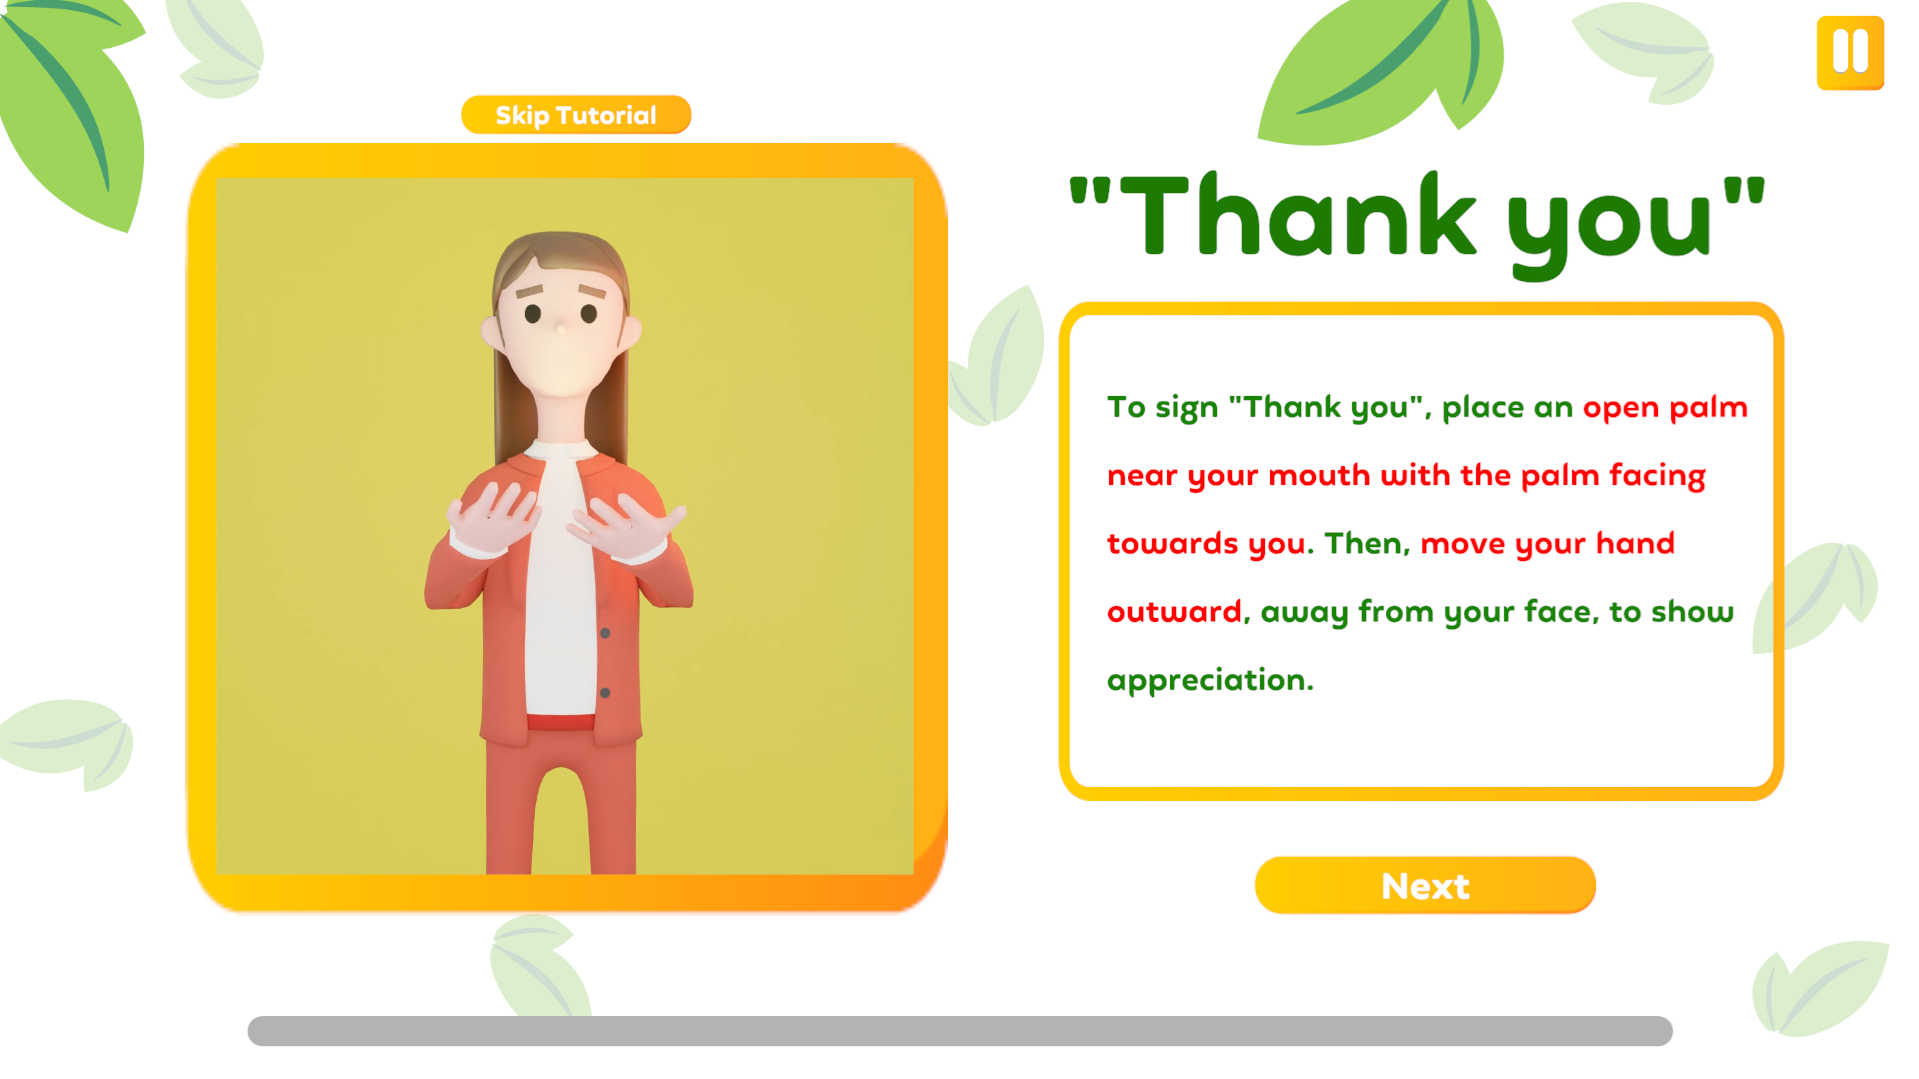 Skip Tutorial
"Thank you"
To sign "Thank you", place an open palm
near your mouth with the palm facing
towards you. Then, move your hand
outward, away from your face, to show
appreciation.
Next